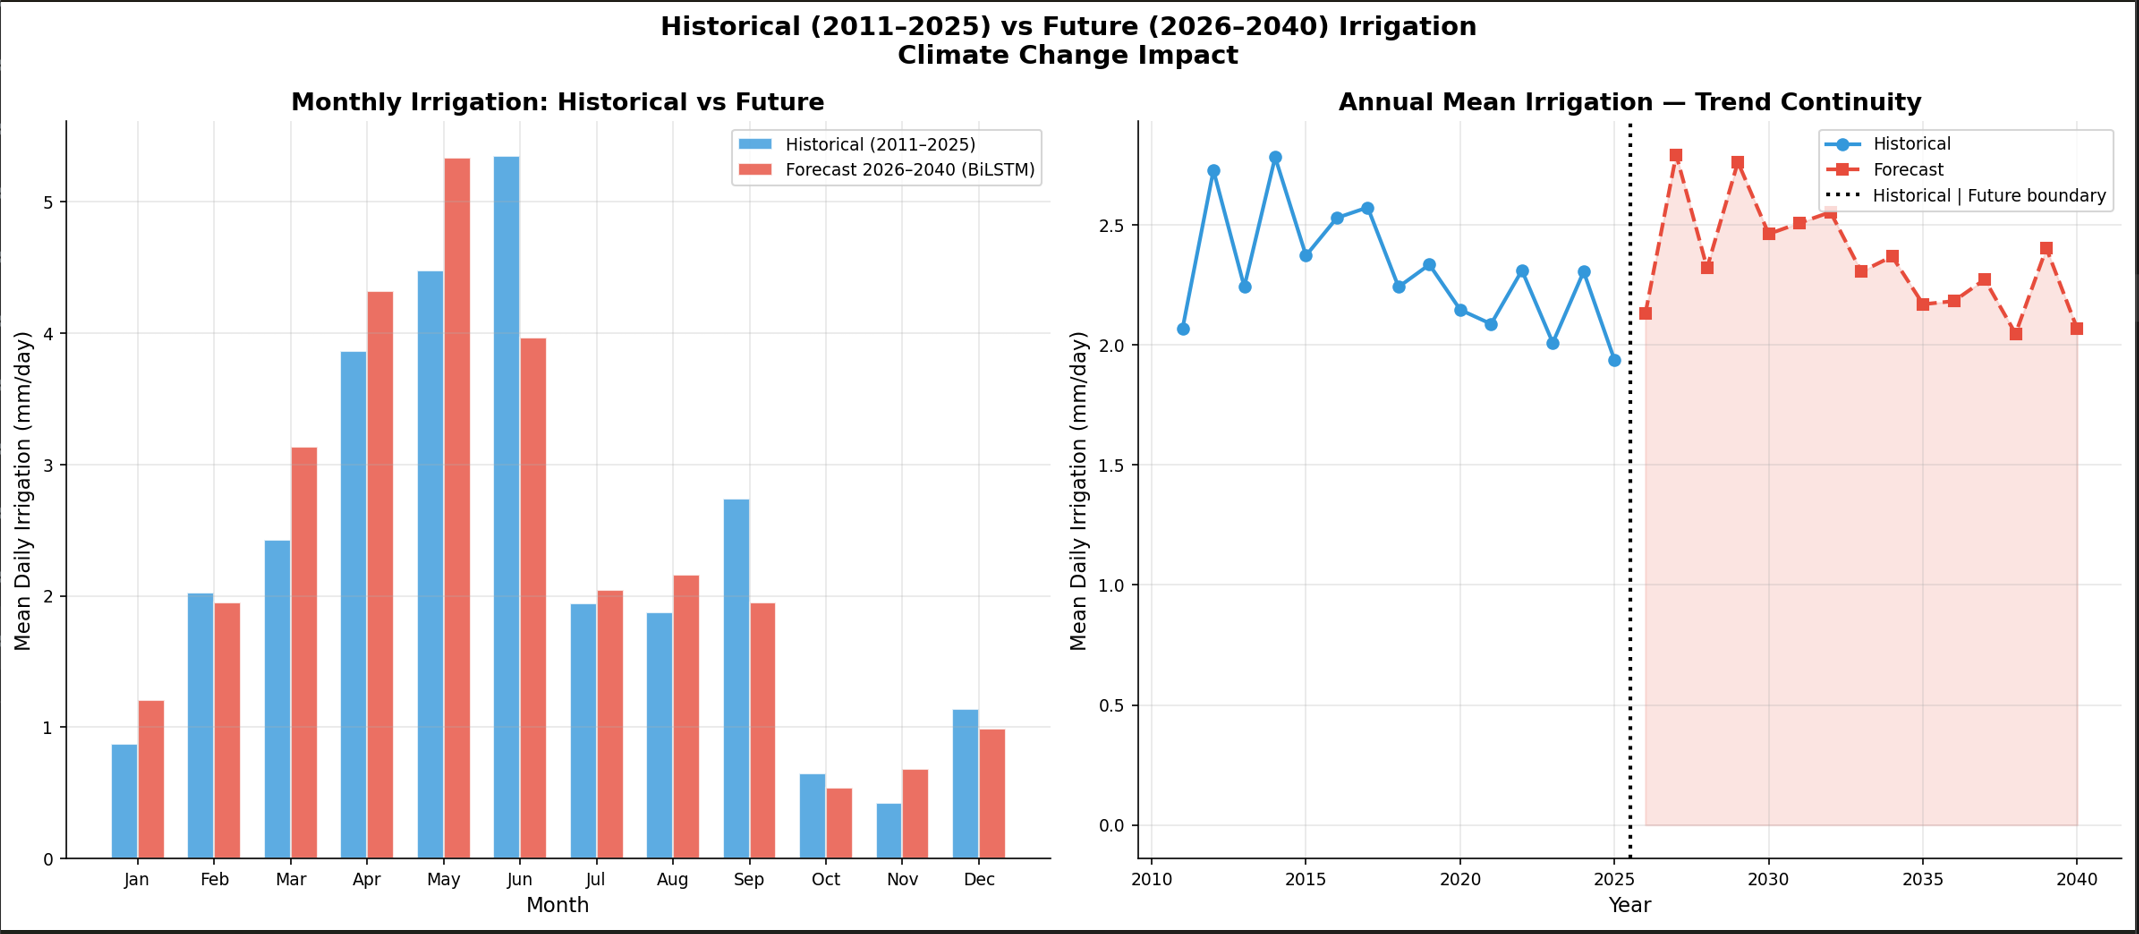 Historical (2011–2025) vs Future (2026–2040) Irrigation
Climate Change Impact
Monthly Irrigation: Historical vs Future
Historical (2011–2025)
Forecast 2026–2040 (BiLSTM)
Mean Daily Irrigation (mm/day)
5
4
3
2
1
0
Jan Feb Mar Apr May Jun Jul Aug Sep Oct Nov Dec
Month
Annual Mean Irrigation — Trend Continuity
Historical
Forecast
Historical | Future boundary
Mean Daily Irrigation (mm/day)
2.5
2.0
1.5
1.0
0.5
0.0
2010 2015 2020 2025 2030 2035 2040
Year